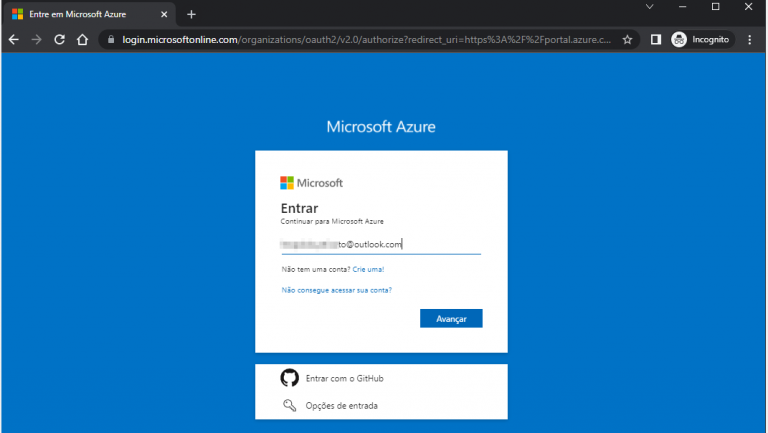 Entre em Microsoft Azure
login.microsoftonline.com/organizations/oauth2/v2.0/authorize?redirect_uri=https%3A%2F%2Fportal.azure.c...
Incognito
Microsoft Azure
Microsoft
Entrar
Continuar para Microsoft Azure
to@outlook.com
Não tem uma conta? Crie uma!
Não consegue acessar sua conta?
Avançar
Entrar com o GitHub
Opções de entrada